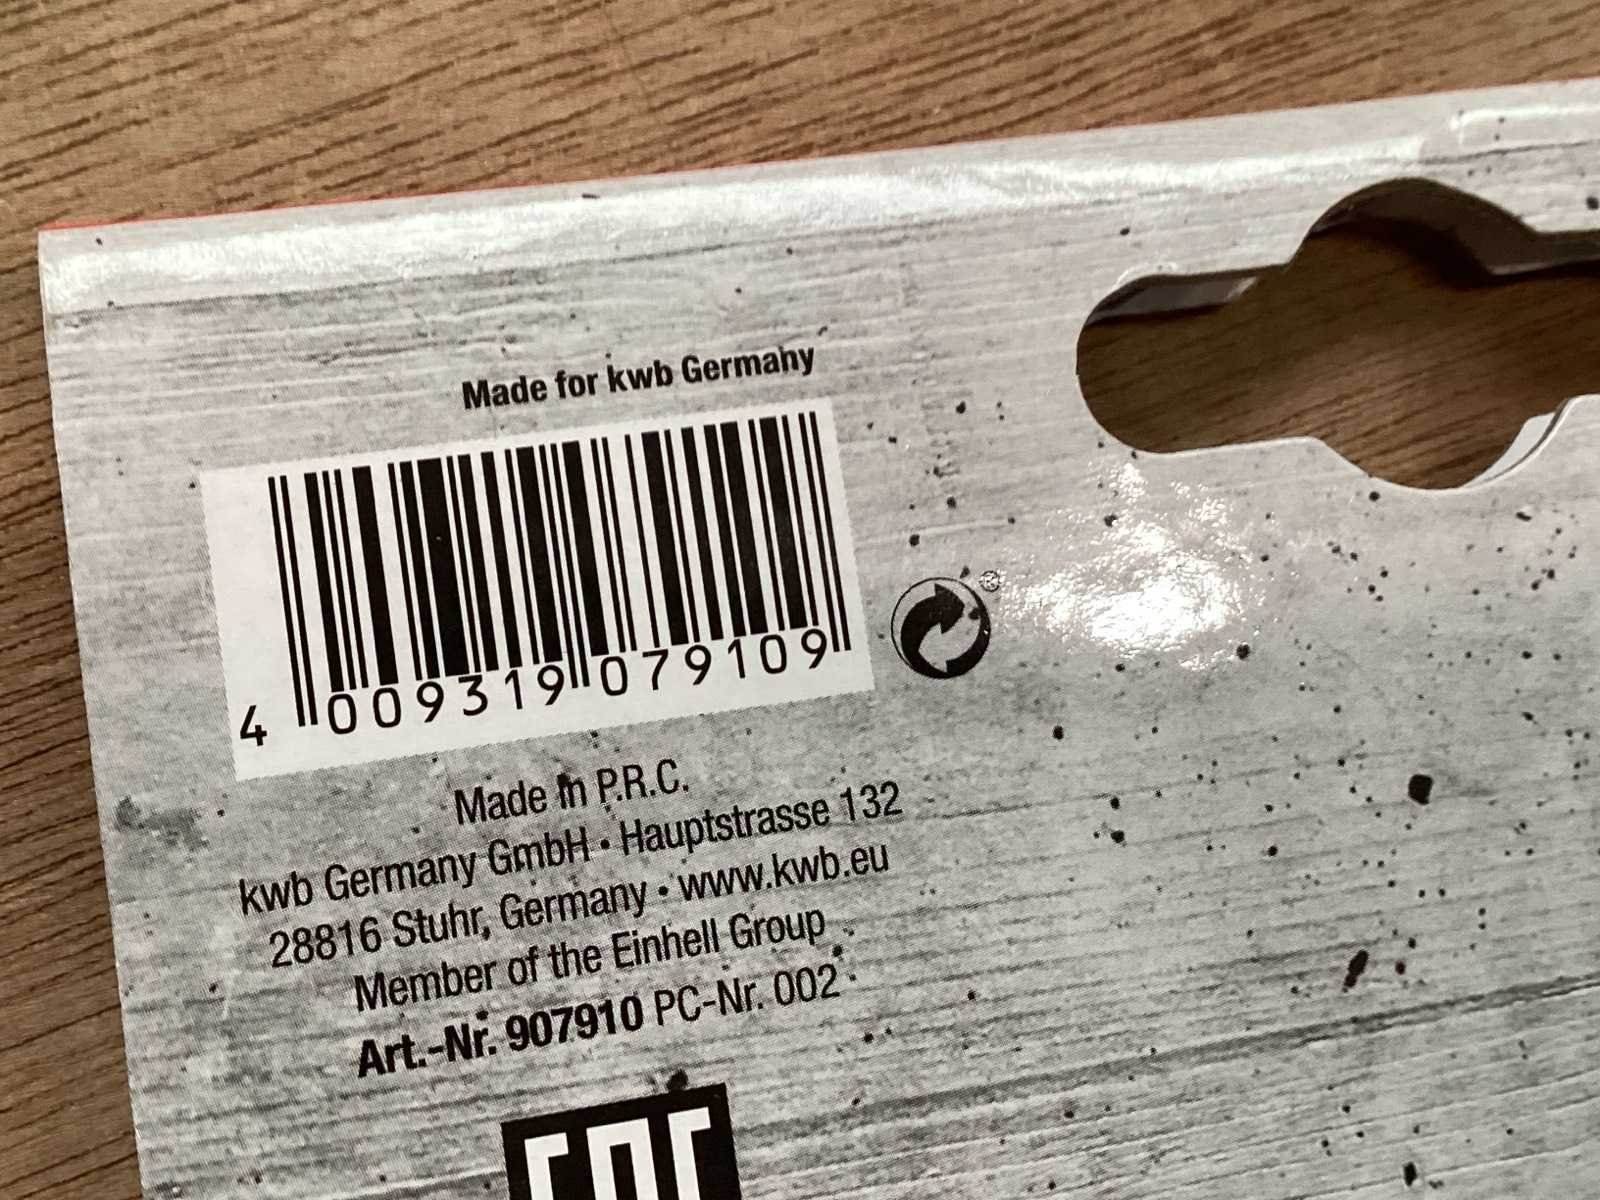 Made for kwb Germany
4 009319 079109
®
Made in P.R.C.
kwb Germany GmbH • Hauptstrasse 132
28816 Stuhr, Germany • www.kwb.eu
Member of the Einhell Group
Art.-Nr. 907910 PC-Nr. 002
EAC